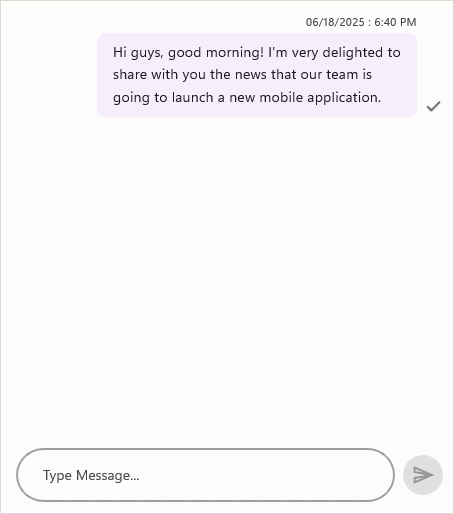 06/18/2025 : 6:40 PM
Hi guys, good morning! I'm very delighted to
share with you the news that our team is
going to launch a new mobile application.
Type Message...